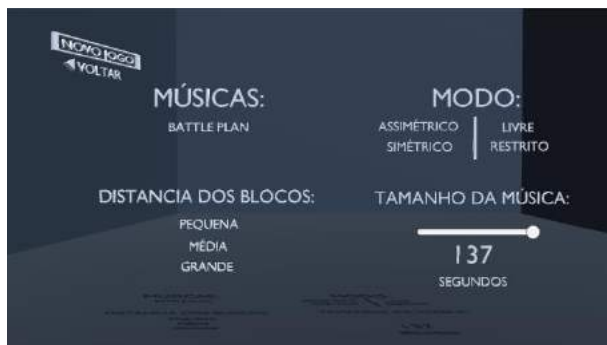 NOVO JOGO
VOLTAR
MÚSICAS:
BATTLE PLAN
MODO:
ASSIMÉTRICO LIVRE
SIMÉTRICO RESTRITO
DISTANCIA DOS BLOCOS:
PEQUENA
MÉDIA
GRANDE
TAMANHO DA MÚSICA:
137
SEGUNDOS